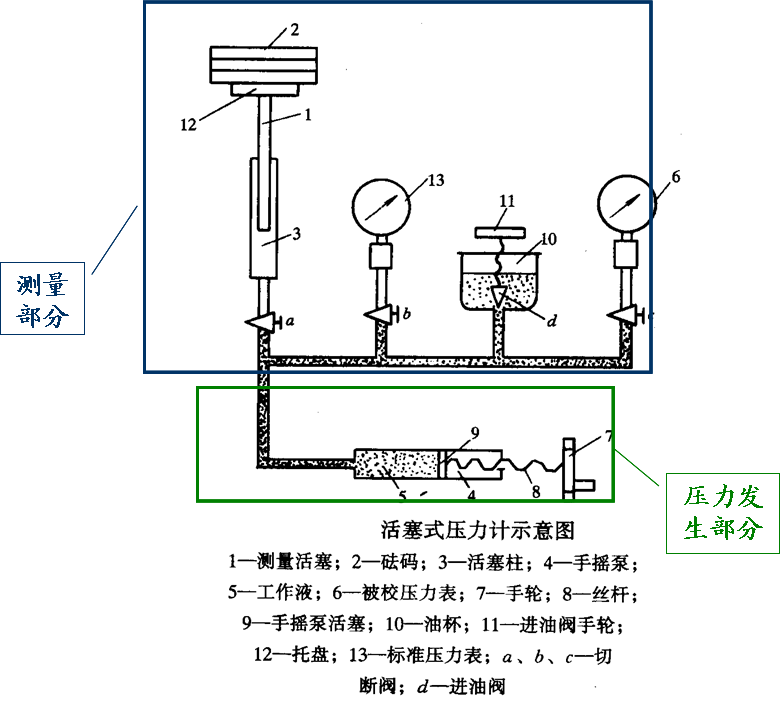 2
12
1
13
6
11
10
3
测量
部分
a
b
d
c
9
7
5
4
8
压力发
生部分
活塞式压力计示意图
1—测量活塞；2—砝码；3—活塞柱；4—手摇泵；
5—工作液；6—被校压力表；7—手轮；8—丝杆；
9—手摇泵活塞；10—油杯；11—进油阀手轮；
12—托盘；13—标准压力表；a、b、c—切
断阀；d—进油阀